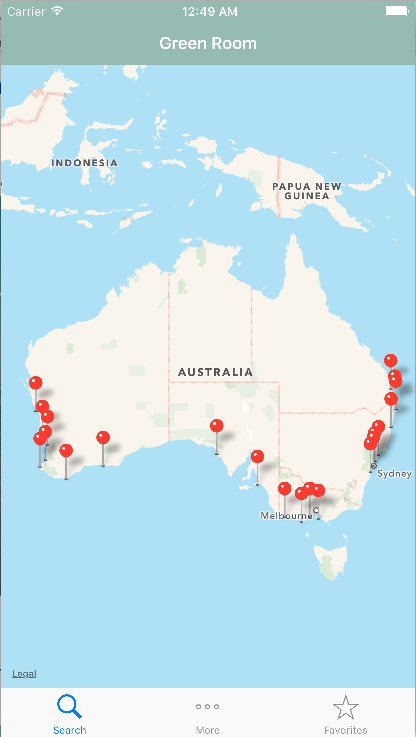 Carrier 12:49 AM
Green Room
INDONESIA
PAPUA NEW
GUINEA
AUSTRALIA
Sydney
Melbourne
Legal
Search More Favorites